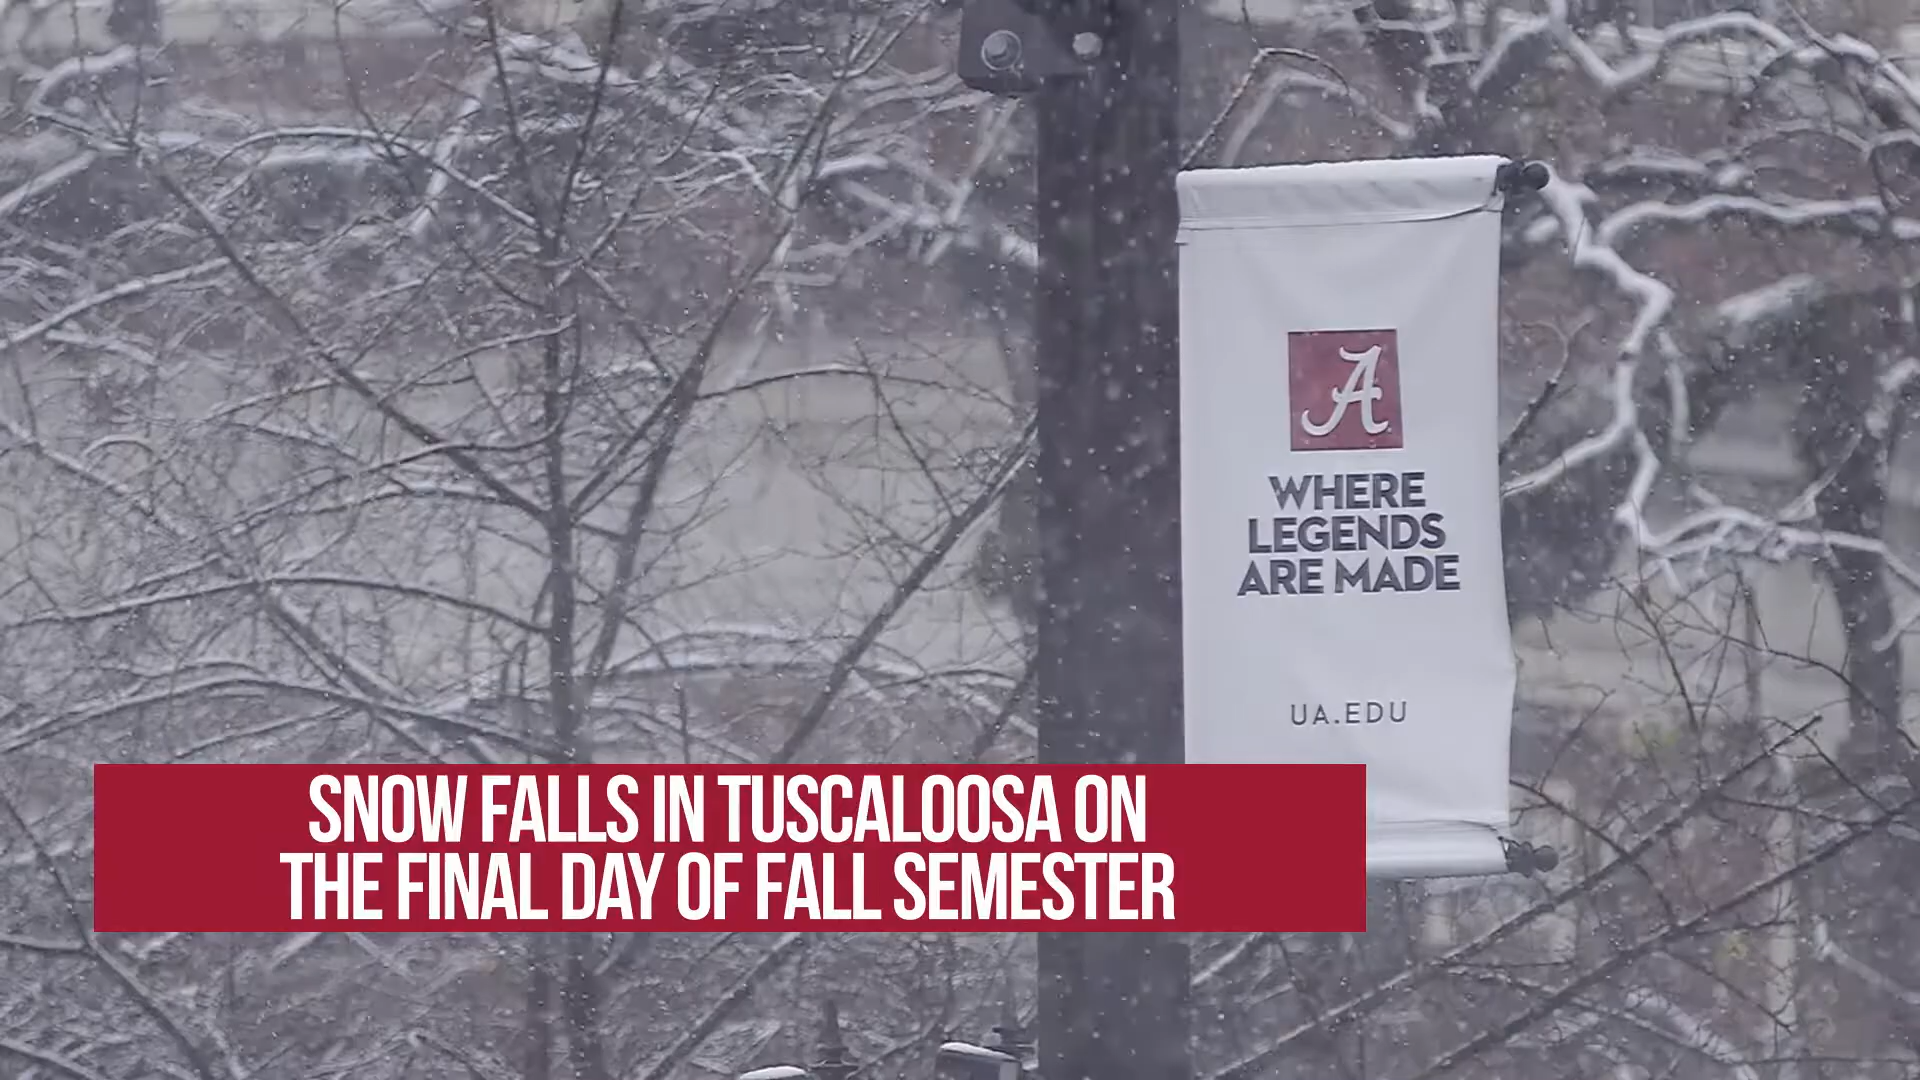 A
WHERE
LEGENDS
ARE MADE
UA.EDU
SNOW FALLS IN TUSCALOOSA ON
THE FINAL DAY OF FALL SEMESTER